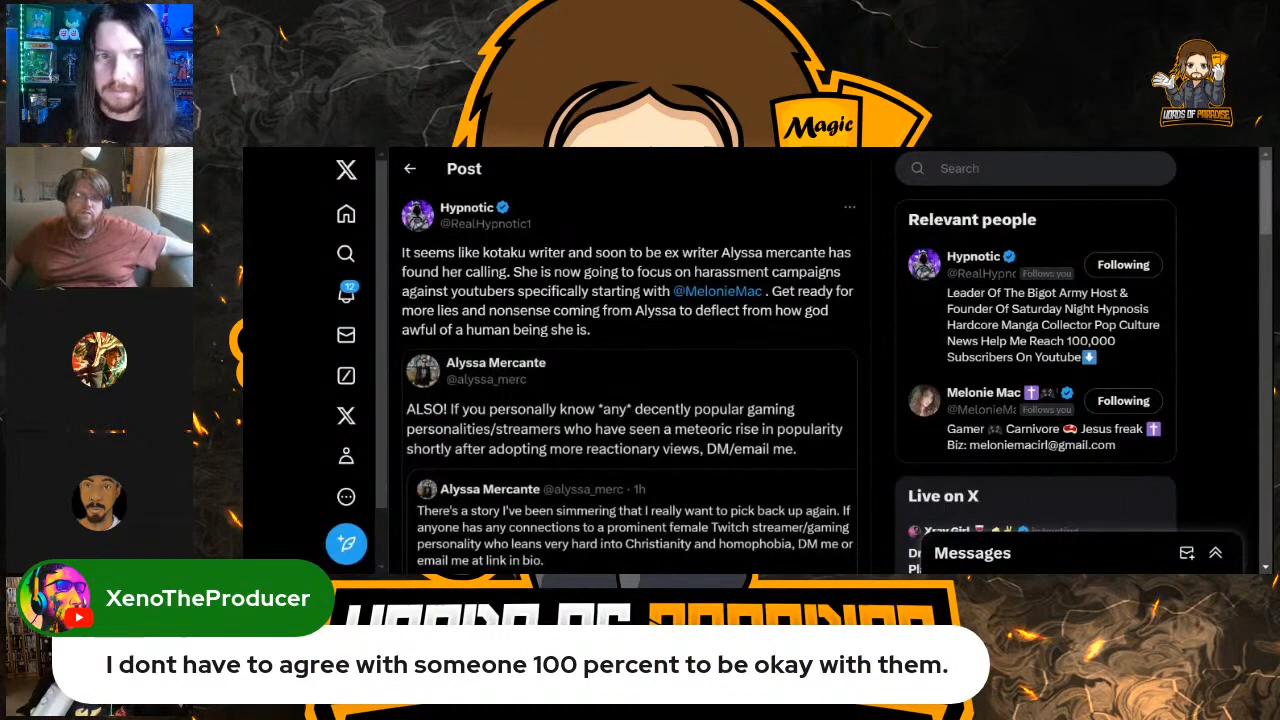 Magic
WORDS OF PARADISE
Post
Search
Hypnotic
@RealHypnotic1
It seems like kotaku writer and soon to be ex writer Alyssa mercante has
found her calling. She is now going to focus on harassment campaigns
against youtubers specifically starting with @MelonieMac . Get ready for
more lies and nonsense coming from Alyssa to deflect from how god
awful of a human being she is.
Alyssa Mercante
@alyssa_merc
ALSO! If you personally know *any* decently popular gaming
personalities/streamers who have seen a meteoric rise in popularity
shortly after adopting more reactionary views, DM/email me.
Alyssa Mercante @alyssa_merc · 1h
There's a story I've been simmering that I really want to pick back up again. If
anyone has any connections to a prominent female Twitch streamer/gaming
personality who leans very hard into Christianity and homophobia, DM me or
email me at link in bio.
12
Relevant people
Hypnotic
@RealHypno Follows you
Following
Leader Of The Bigot Army Host &
Founder Of Saturday Night Hypnosis
Hardcore Manga Collector Pop Culture
News Help Me Reach 100,000
Subscribers On Youtube
Melonie Mac
@MelonieMa Follows you
Following
Gamer Carnivore Jesus freak
Biz: meloniemacirl@gmail.com
Live on X
Messages
XenoTheProducer
I dont have to agree with someone 100 percent to be okay with them.
WORDS OF PARADISE